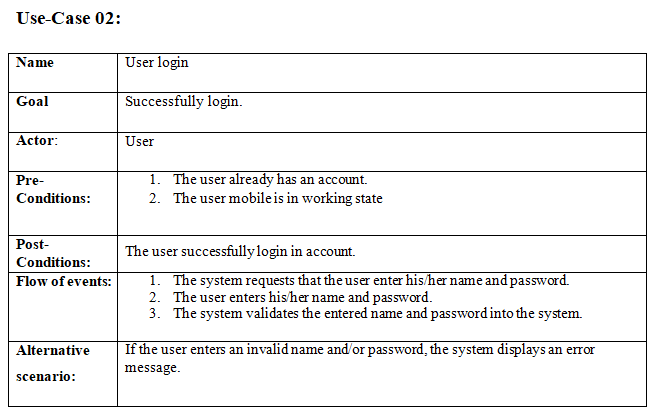 Use-Case 02:
Name User login
Goal Successfully login.
Actor: User
Pre-Conditions: 1. The user already has an account.
2. The user mobile is in working state
Post-Conditions: The user successfully login in account.
Flow of events: 1. The system requests that the user enter his/her name and password.
2. The user enters his/her name and password.
3. The system validates the entered name and password into the system.
Alternative scenario: If the user enters an invalid name and/or password, the system displays an error
message.